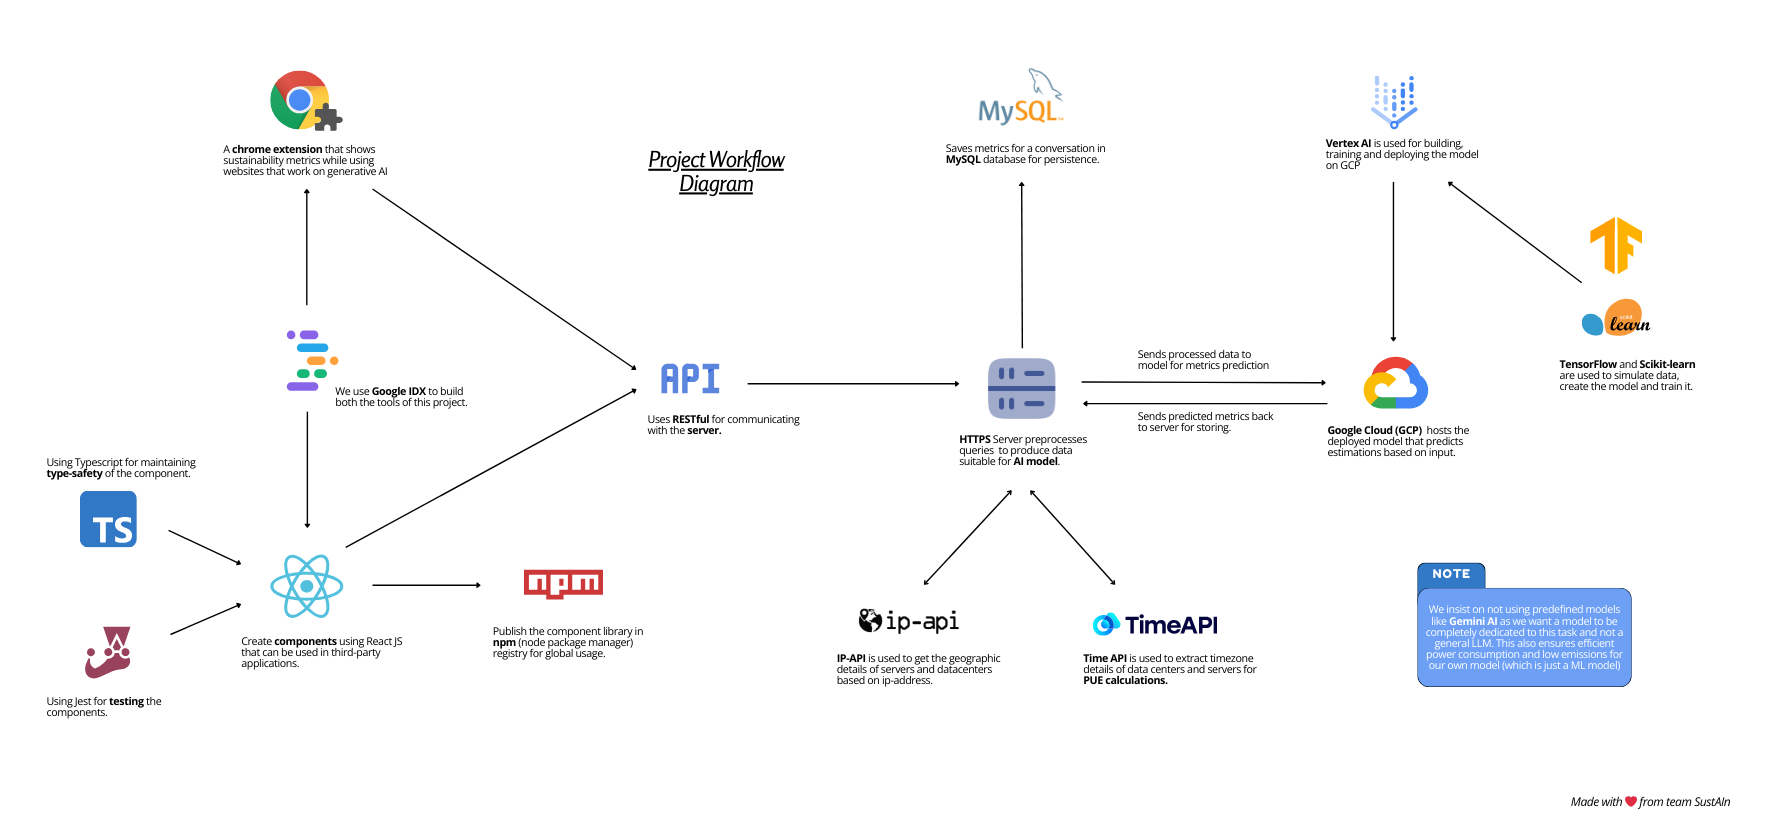 Project Workflow
Diagram
A chrome extension that shows
sustainability metrics while using
websites that work on generative AI
MySQL
Saves metrics for a conversation in
MySQL database for persistence.
Vertex AI is used for building,
training and deploying the model
on GCP
scikit
learn
TensorFlow and Scikit-learn
are used to simulate data,
create the model and train it.
We use Google IDX to build
both the tools of this project.
API
Uses RESTful for communicating
with the server.
HTTPS Server preprocesses
queries to produce data
suitable for AI model.
Sends processed data to
model for metrics prediction
Sends predicted metrics back
to server for storing.
Google Cloud (GCP) hosts the
deployed model that predicts
estimations based on input.
Using Typescript for maintaining
type-safety of the component.
TS
Using Jest for testing the
components.
Create components using React JS
that can be used in third-party
applications.
npm
Publish the component library in
npm (node package manager)
registry for global usage.
ip-api
IP-API is used to get the geographic
details of servers and datacenters
based on ip-address.
TimeAPI
Time API is used to extract timezone
details of data centers and servers for
PUE calculations.
NOTE
We insist on not using predefined models
like Gemini AI as we want a model to be
completely dedicated to this task and not a
general LLM. This also ensures efficient
power consumption and low emissions for
our own model (which is just a ML model)
Made with ❤ from team SustAIn